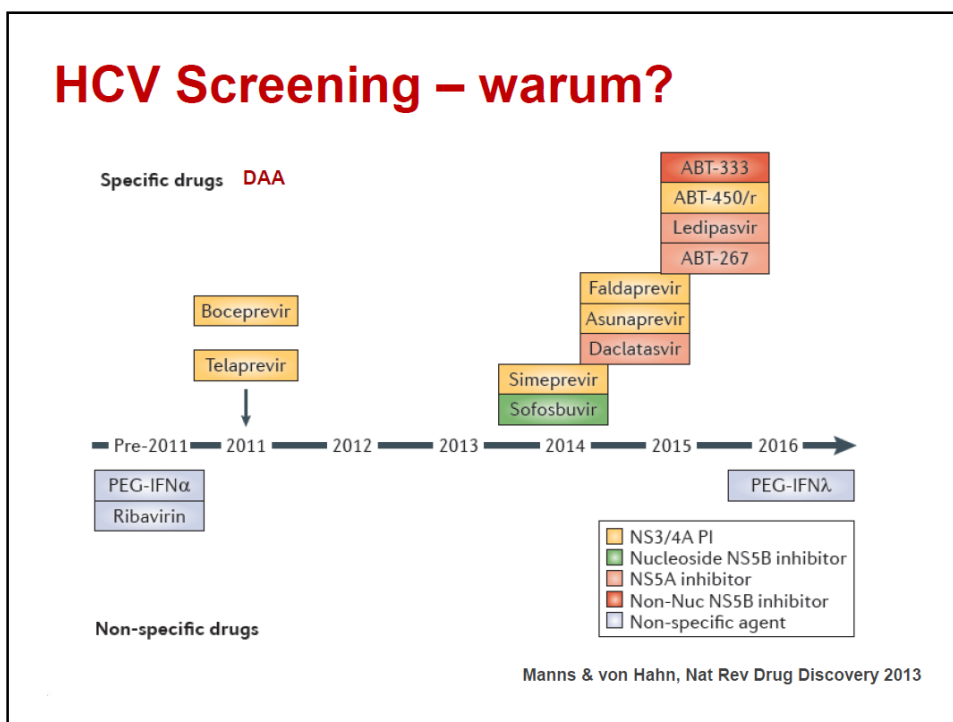 HCV Screening – warum?
Specific drugs DAA
ABT-333
ABT-450/r
Ledipasvir
ABT-267
Faldaprevir
Asunaprevir
Daclatasvir
Boceprevir
Telaprevir
Simeprevir
Sofosbuvir
Pre-2011 2011 2012 2013 2014 2015 2016
PEG-IFNα
Ribavirin
PEG-IFNλ
NS3/4A PI
Nucleoside NS5B inhibitor
NS5A inhibitor
Non-Nuc NS5B inhibitor
Non-specific agent
Non-specific drugs
Manns & von Hahn, Nat Rev Drug Discovery 2013